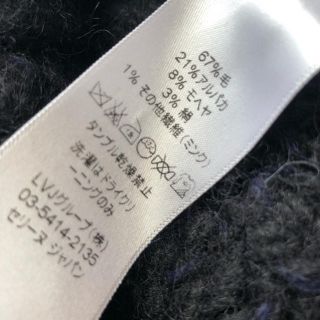 67%毛
21%アルパカ
8%モヘヤ
3%絹
1%その他繊維(ミンク)
タンブル乾燥禁止
洗濯はドライクリ
ーニングのみ
LVJグループ(株)
03-5414-2135
セリーヌ ジャパン